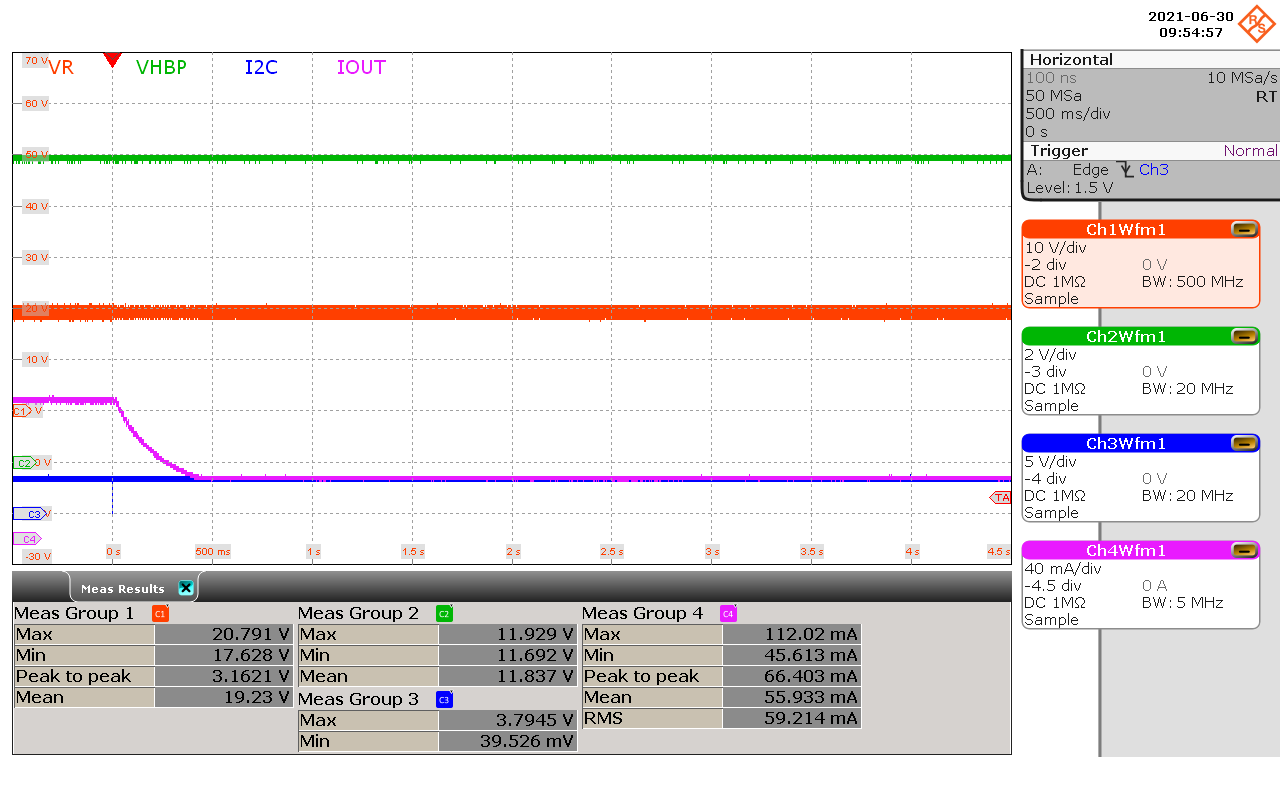 2021-06-30
09:54:57
R&S
VR VHBP I2C IOUT
70 V
60 V
50 V
40 V
30 V
20 V
10 V
C1 V
C2 0 V
C3 V
C4
-30 V
TA
0 s 500 ms 1 s 1.5 s 2 s 2.5 s 3 s 3.5 s 4 s 4.5 s
Horizontal
100 ns 10 MSa/s
50 MSa RT
500 ms/div
0 s
Trigger Normal
A: Edge Ch3
Level: 1.5 V
Ch1Wfm1
10 V/div
-2 div 0 V
DC 1MΩ BW: 500 MHz
Sample
Ch2Wfm1
2 V/div
-3 div 0 V
DC 1MΩ BW: 20 MHz
Sample
Ch3Wfm1
5 V/div
-4 div 0 V
DC 1MΩ BW: 20 MHz
Sample
Ch4Wfm1
40 mA/div
-4.5 div 0 A
DC 1MΩ BW: 5 MHz
Sample
Meas Results
Meas Group 1 C1
Max 20.791 V
Min 17.628 V
Peak to peak 3.1621 V
Mean 19.23 V
Meas Group 2 C2
Max 11.929 V
Min 11.692 V
Mean 11.837 V
Meas Group 3 C3
Max 3.7945 V
Min 39.526 mV
Meas Group 4 C4
Max 112.02 mA
Min 45.613 mA
Peak to peak 66.403 mA
Mean 55.933 mA
RMS 59.214 mA